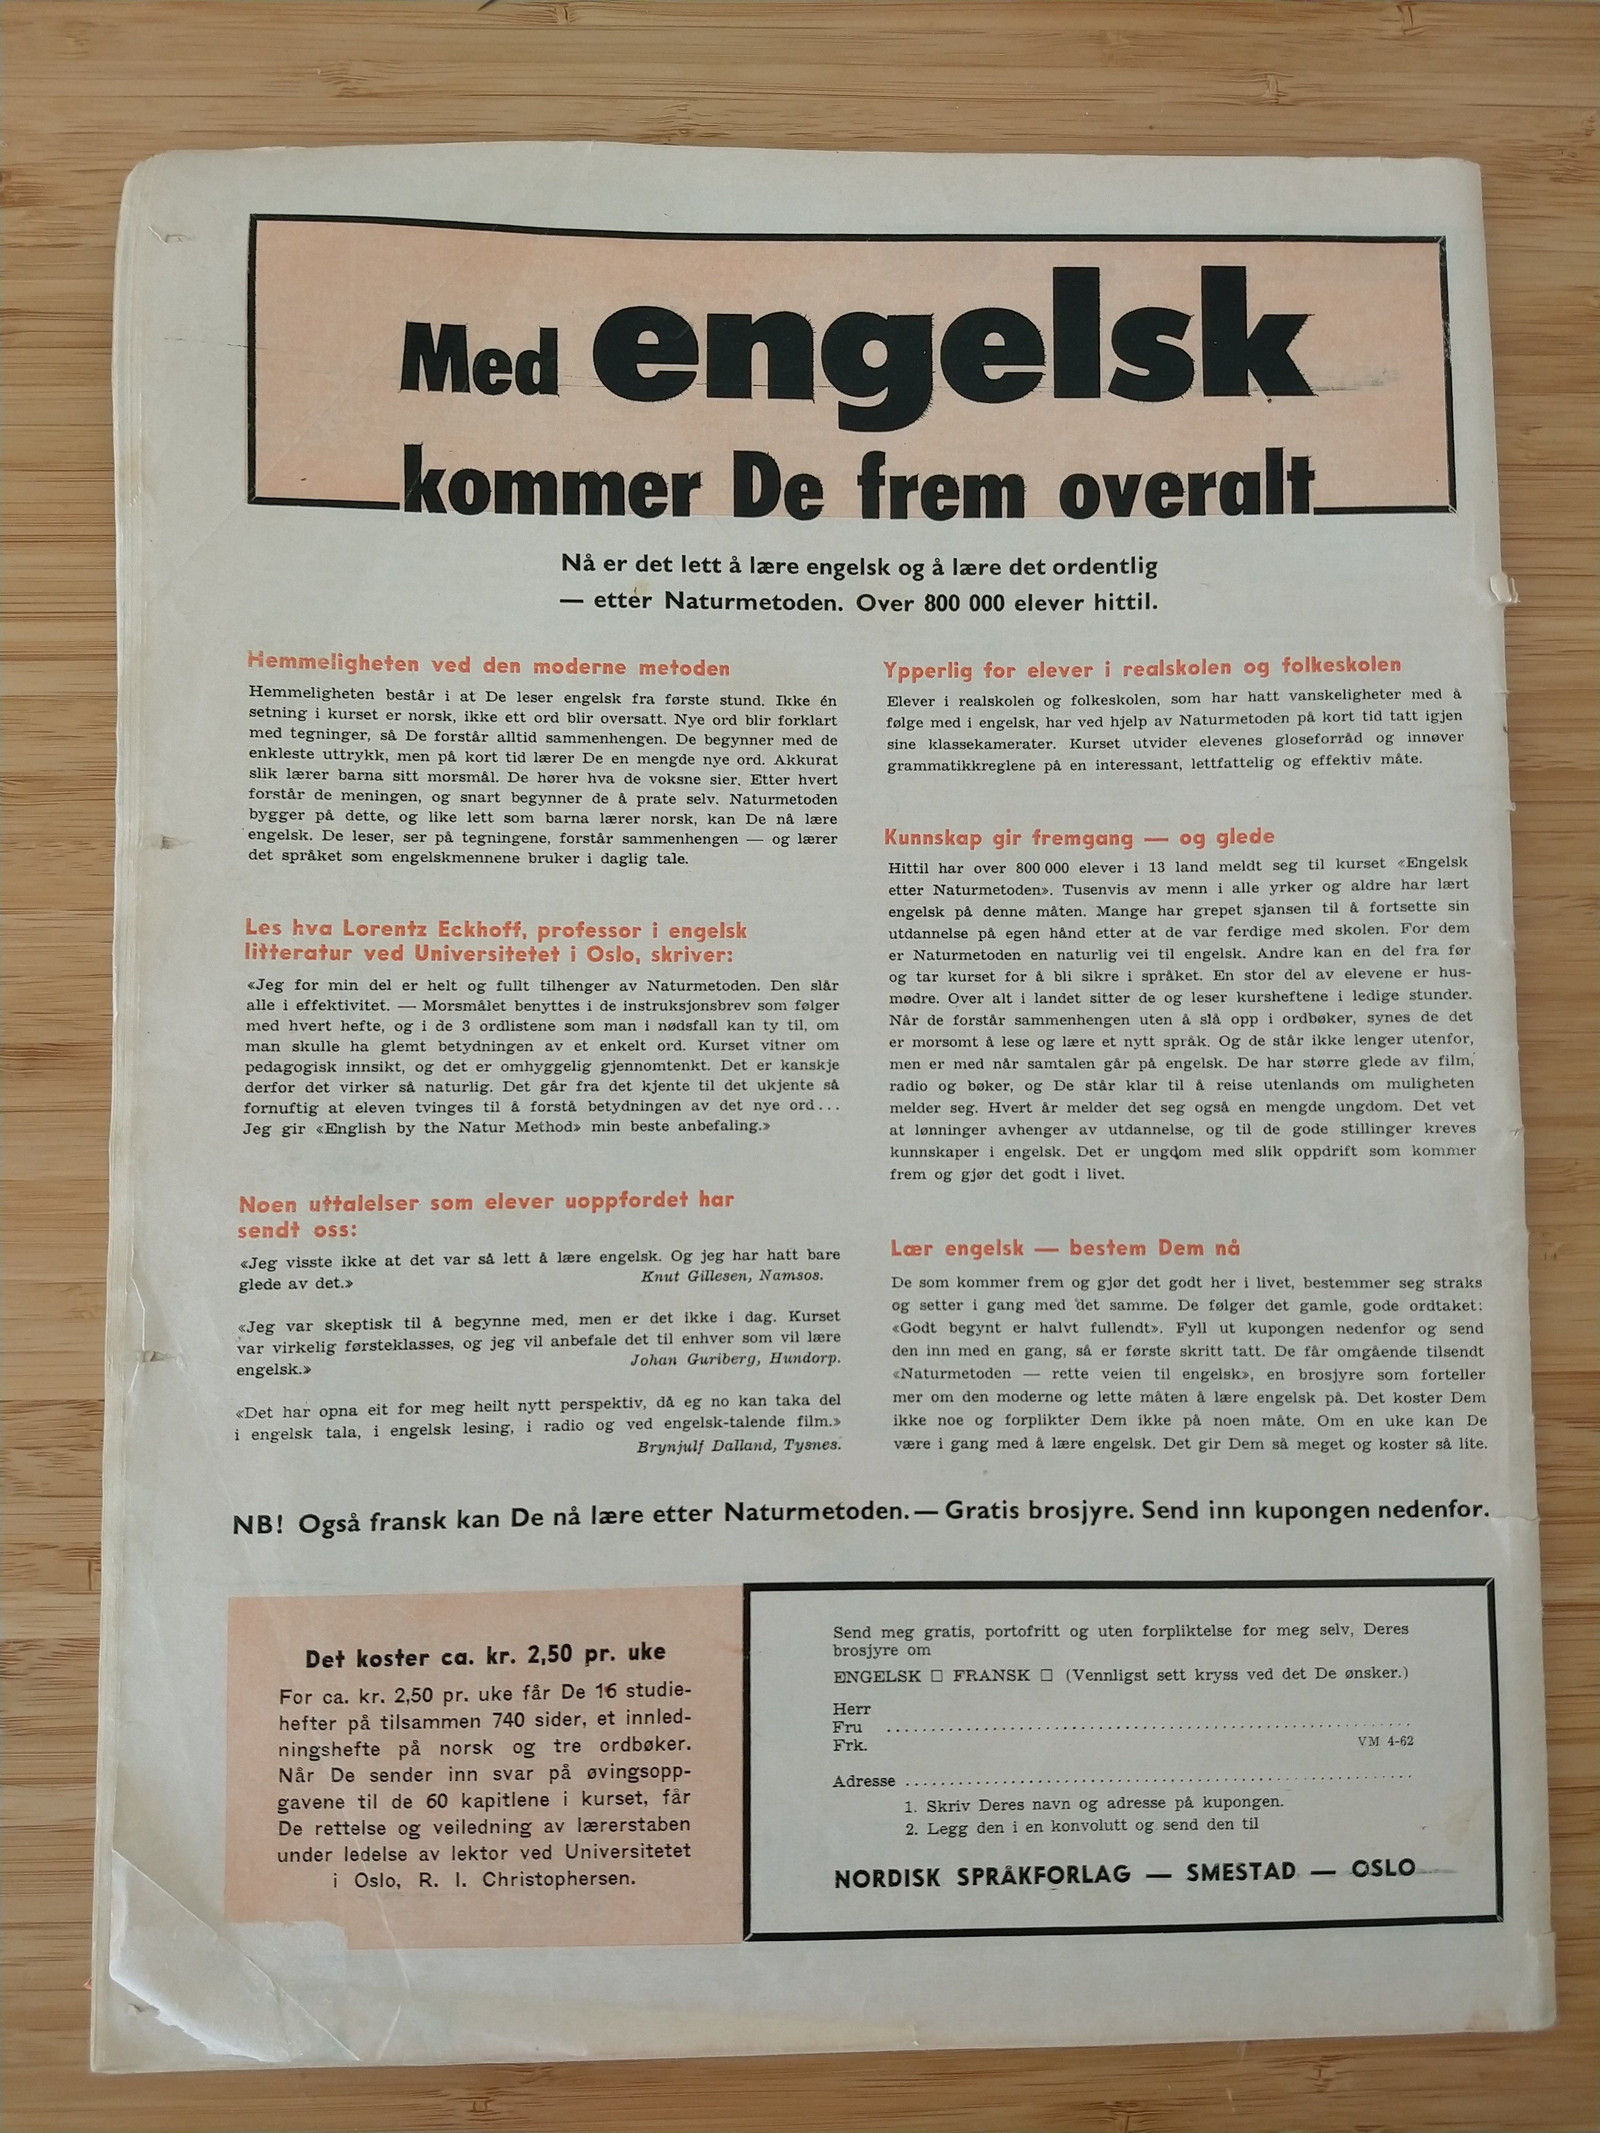 Med engelsk
kommer De frem overalt
Nå er det lett å lære engelsk og å lære det ordentlig
— etter Naturmetoden. Over 800 000 elever hittil.
Hemmeligheten ved den moderne metoden
Hemmeligheten består i at De leser engelsk fra første stund. Ikke én
setning i kurset er norsk, ikke ett ord blir oversatt. Nye ord blir forklart
med tegninger, så De forstår alltid sammenhengen. De begynner med de
enkleste uttrykk, men på kort tid lærer De en mengde nye ord. Akkurat
slik lærer barna sitt morsmål. De hører hva de voksne sier. Etter hvert
forstår de meningen, og snart begynner de å prate selv. Naturmetoden
bygger på dette, og like lett som barna lærer norsk, kan De nå lære
engelsk. De leser, ser på tegningene, forstår sammenhengen — og lærer
det språket som engelskmennene bruker i daglig tale.
Les hva Lorentz Eckhoff, professor i engelsk
litteratur ved Universitetet i Oslo, skriver:
«Jeg for min del er helt og fullt tilhenger av Naturmetoden. Den slår
alle i effektivitet. — Morsmålet benyttes i de instruksjonsbrev som følger
med hvert hefte, og i de 3 ordlistene som man i nødsfall kan ty til, om
man skulle ha glemt betydningen av et enkelt ord. Kurset vitner om
pedagogisk innsikt, og det er omhyggelig gjennomtenkt. Det er kanskje
derfor det virker så naturlig. Det går fra det kjente til det ukjente så
fornuftig at eleven tvinges til å forstå betydningen av det nye ord...
Jeg gir «English by the Natur Method» min beste anbefaling.»
Noen uttalelser som elever uoppfordet har
sendt oss:
«Jeg visste ikke at det var så lett å lære engelsk. Og jeg har hatt bare
glede av det.» Knut Gillesen, Namsos.
«Jeg var skeptisk til å begynne med, men er det ikke i dag. Kurset
var virkelig førsteklasses, og jeg vil anbefale det til enhver som vil lære
engelsk.» Johan Guriberg, Hundorp.
«Det har opna eit for meg heilt nytt perspektiv, då eg no kan taka del
i engelsk tala, i engelsk lesing, i radio og ved engelsk-talende film.»
Brynjulf Dalland, Tysnes.
Ypperlig for elever i realskolen og folkeskolen
Elever i realskolen og folkeskolen, som har hatt vanskeligheter med å
følge med i engelsk, har ved hjelp av Naturmetoden på kort tid tatt igjen
sine klassekamerater. Kurset utvider elevenes gloseforråd og innøver
grammatikkreglene på en interessant, lettfattelig og effektiv måte.
Kunnskap gir fremgang — og glede
Hittil har over 800 000 elever i 13 land meldt seg til kurset «Engelsk
etter Naturmetoden». Tusenvis av menn i alle yrker og aldre har lært
engelsk på denne måten. Mange har grepet sjansen til å fortsette sin
utdannelse på egen hånd etter at de var ferdige med skolen. For dem
er Naturmetoden en naturlig vei til engelsk. Andre kan en del fra før
og tar kurset for å bli sikre i språket. En stor del av elevene er hus-
mødre. Over alt i landet sitter de og leser kursheftene i ledige stunder.
Når de forstår sammenhengen uten å slå opp i ordbøker, synes de det
er morsomt å lese og lære et nytt språk. Og de står ikke lenger utenfor,
men er med når samtalen går på engelsk. De har større glede av film,
radio og bøker, og De står klar til å reise utenlands om muligheten
melder seg. Hvert år melder det seg også en mengde ungdom. Det vet
at lønninger avhenger av utdannelse, og til de gode stillinger kreves
kunnskaper i engelsk. Det er ungdom med slik oppdrift som kommer
frem og gjør det godt i livet.
Lær engelsk — bestem Dem nå
De som kommer frem og gjør det godt her i livet, bestemmer seg straks
og setter i gang med det samme. De følger det gamle, gode ordtaket:
«Godt begynt er halvt fullendt». Fyll ut kupongen nedenfor og send
den inn med en gang, så er første skritt tatt. De får omgående tilsendt
«Naturmetoden — rette veien til engelsk», en brosjyre som forteller
mer om den moderne og lette måten å lære engelsk på. Det koster Dem
ikke noe og forplikter Dem ikke på noen måte. Om en uke kan De
være i gang med å lære engelsk. Det gir Dem så meget og koster så lite.
NB! Også fransk kan De nå lære etter Naturmetoden. — Gratis brosjyre. Send inn kupongen nedenfor.
Det koster ca. kr. 2,50 pr. uke
For ca. kr. 2,50 pr. uke får De 16 studie-
hefter på tilsammen 740 sider, et innled-
ningshefte på norsk og tre ordbøker.
Når De sender inn svar på øvingsopp-
gavene til de 60 kapitlene i kurset, får
De rettelse og veiledning av lærerstaben
under ledelse av lektor ved Universitetet
i Oslo, R. I. Christophersen.
Send meg gratis, portofritt og uten forpliktelse for meg selv, Deres
brosjyre om
ENGELSK □ FRANSK □ (Vennligst sett kryss ved det De ønsker.)
Herr
Fru ..........................................................
Frk. VM 4-62
Adresse ..........................................................
1. Skriv Deres navn og adresse på kupongen.
2. Legg den i en konvolutt og send den til
NORDISK SPRÅKFORLAG — SMESTAD — OSLO